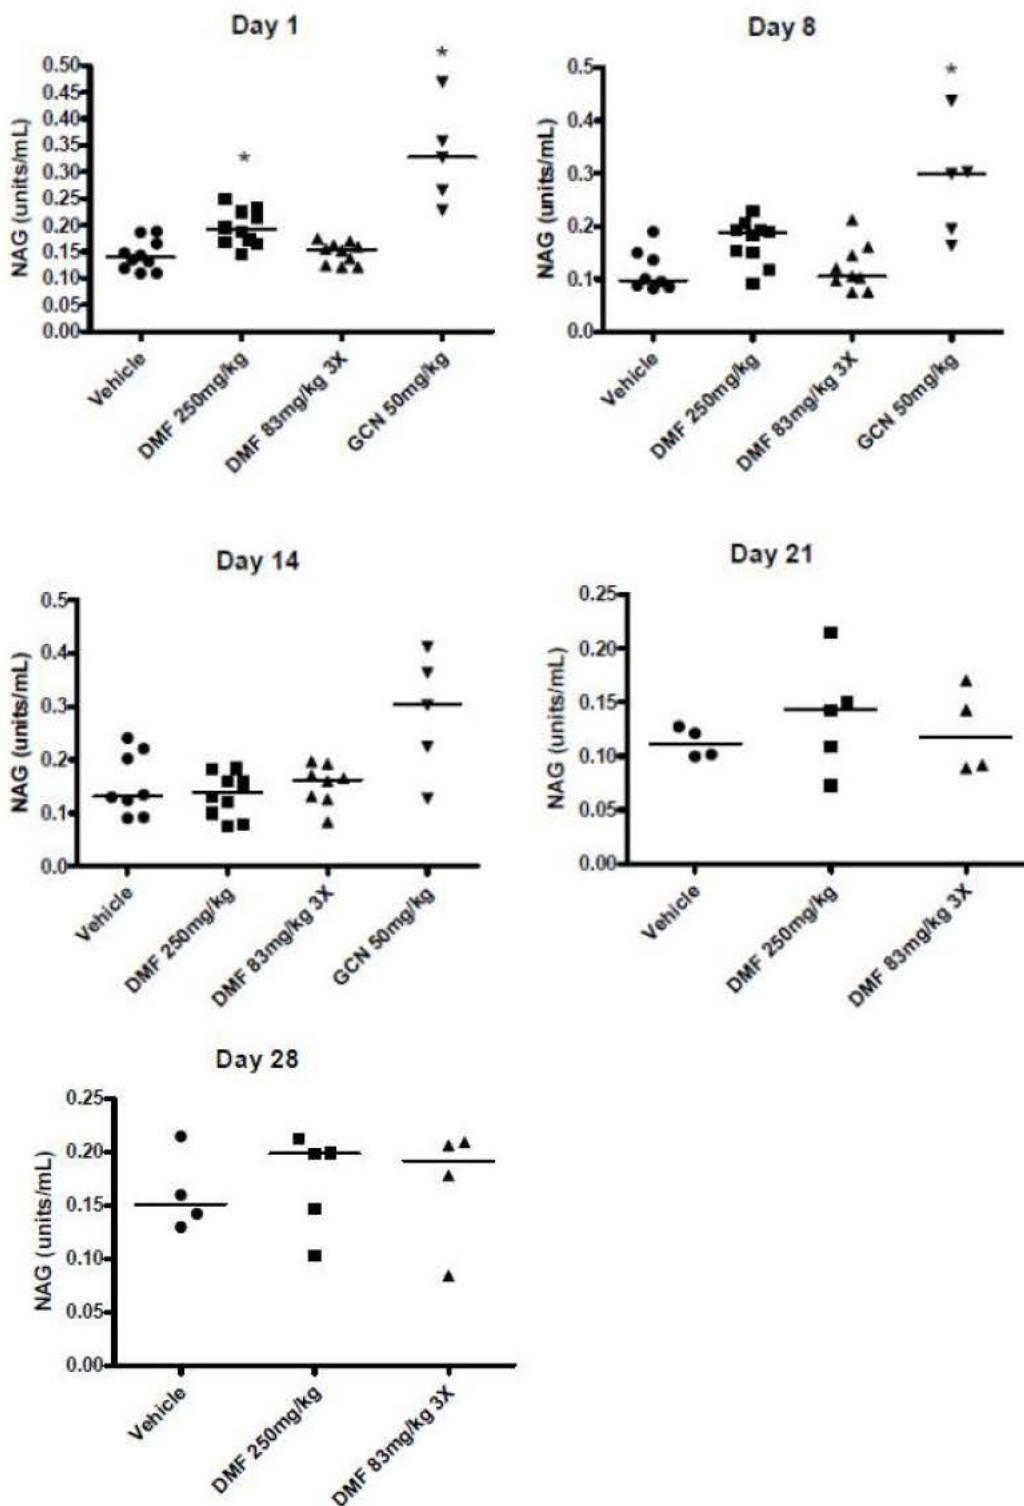 Day 1
*
*
NAG (units/mL)
0.50
0.45
0.40
0.35
0.30
0.25
0.20
0.15
0.10
0.05
0.00
Vehicle
DMF 250mg/kg
DMF 83mg/kg 3X
GCN 50mg/kg
Day 8
*
NAG (units/mL)
0.5
0.4
0.3
0.2
0.1
0.0
Vehicle
DMF 250mg/kg
DMF 83mg/kg 3X
GCN 50mg/kg
Day 14
NAG (units/mL)
0.5
0.4
0.3
0.2
0.1
0.0
Vehicle
DMF 250mg/kg
DMF 83mg/kg 3X
GCN 50mg/kg
Day 21
NAG (units/mL)
0.25
0.20
0.15
0.10
0.05
0.00
Vehicle
DMF 250mg/kg
DMF 83mg/kg 3X
Day 28
NAG (units/mL)
0.25
0.20
0.15
0.10
0.05
0.00
Vehicle
DMF 250mg/kg
DMF 83mg/kg 3X